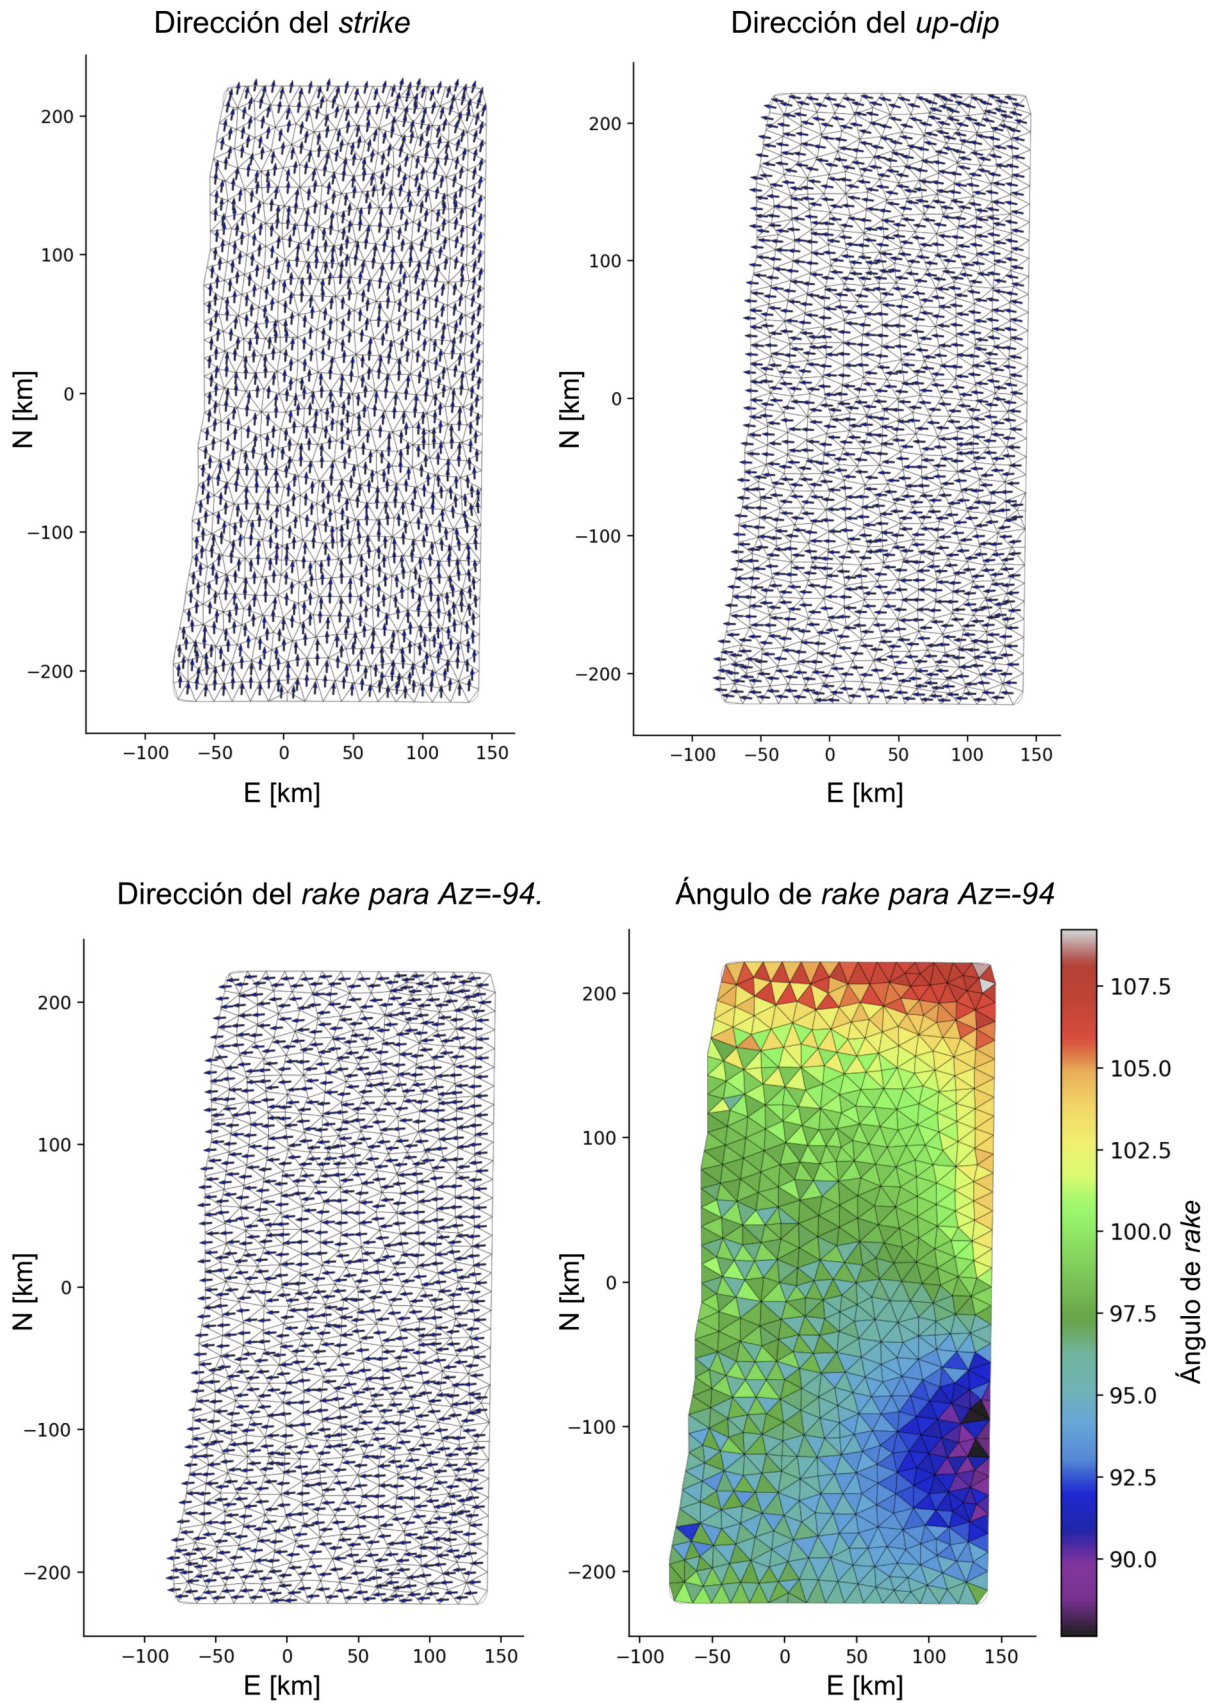 Dirección del strike
Dirección del up-dip
200
100
0
−100
−200
N [km]
−100 −50 0 50 100 150
E [km]
200
100
0
−100
−200
N [km]
−100 −50 0 50 100 150
E [km]
Dirección del rake para Az=-94.
Ángulo de rake para Az=-94
200
100
0
−100
−200
N [km]
−100 −50 0 50 100 150
E [km]
200
100
0
−100
−200
N [km]
−100 −50 0 50 100 150
E [km]
107.5
105.0
102.5
100.0
97.5
95.0
92.5
90.0
Ángulo de rake